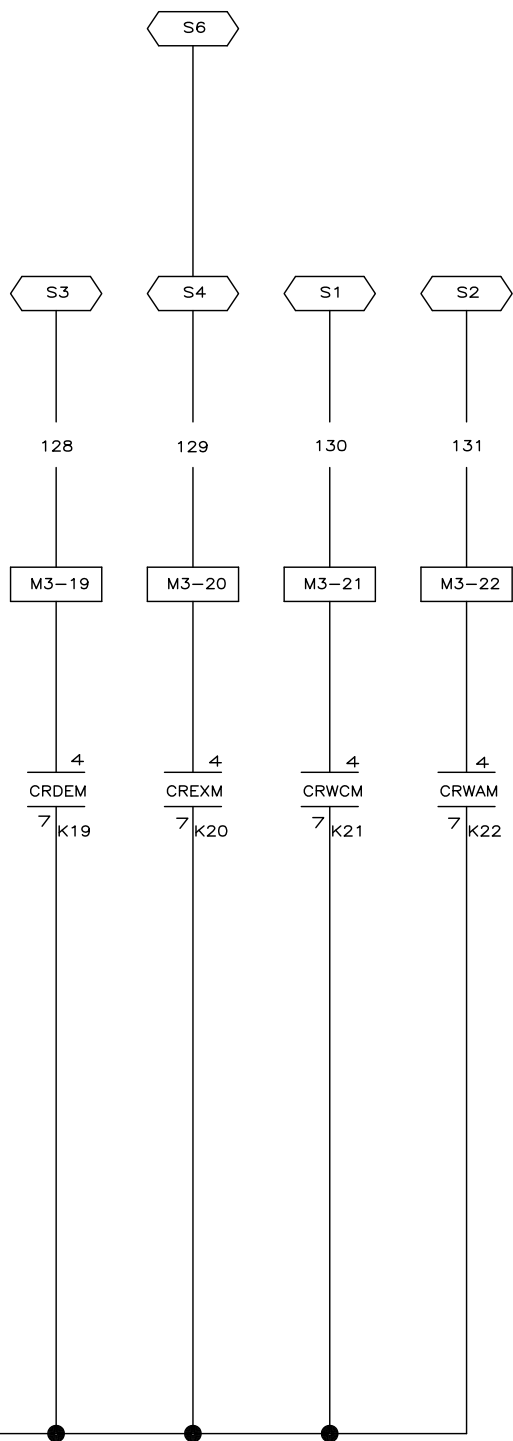 S6
S3 S4 S1 S2
128 129 130 131
M3-19 M3-20 M3-21 M3-22
4 4 4 4
CRDEM CREXM CRWCM CRWAM
7 K19 7 K20 7 K21 7 K22